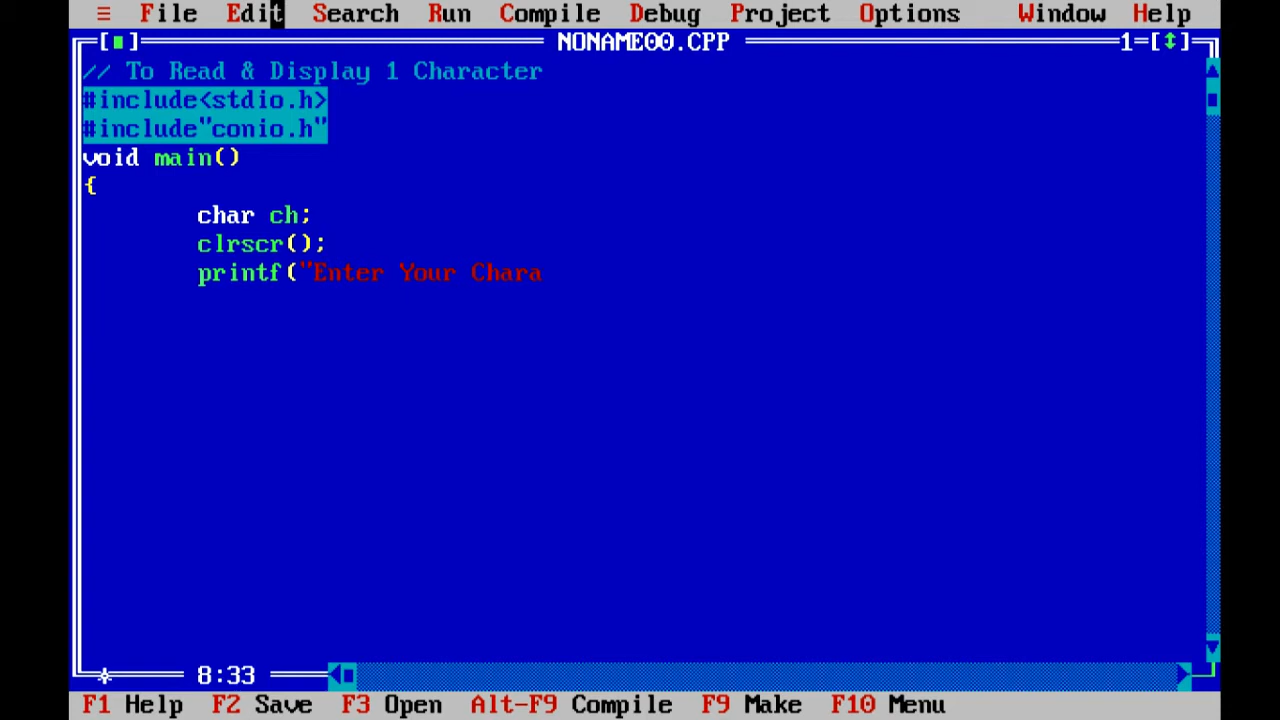 ≡ File Edit Search Run Compile Debug Project Options Window Help
[■] NONAME00.CPP 1=[↕]
// To Read & Display 1 Character
#include<stdio.h>
#include"conio.h"
void main()
{
char ch;
clrscr();
printf("Enter Your Chara
8:33
F1 Help F2 Save F3 Open Alt-F9 Compile F9 Make F10 Menu